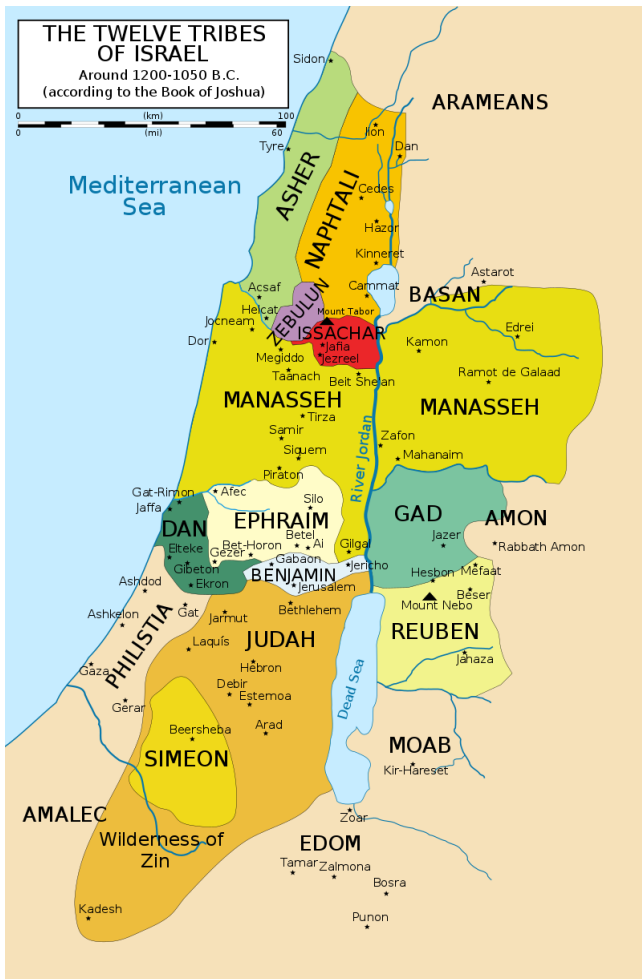 THE TWELVE TRIBES
OF ISRAEL
Around 1200-1050 B.C.
(according to the Book of Joshua)
0 (km) 100
0 (mi) 60
Sidon
ARAMEANS
Ijon
Tyre
Dan
ASHER
Mediterranean
Sea
NAPHTALI
Cedes
Hazor
Kinneret
Astarot
Acsaf
Cammat
BASAN
Helcat
ZEBULUN
Mount Tabor
Jocneam
ISSACHAR
Edrei
Dor
Jafia
Kamon
Megiddo
Jezreel
Taanach
Beit She'an
Ramot de Galaad
MANASSEH
MANASSEH
Tirza
Samir
River Jordan
Zafon
Siquem
Mahanaim
Piraton
Gat-Rimon
Afec
Jaffa
Silo
DAN
EPHRAIM
GAD
AMON
Jazer
Rabbath Amon
Elteke
Bet-Horon
Betel
Ai
Gilgal
Gezer
Gabaon
Jericho
Gibeton
BENJAMIN
Mefaat
Hesbon
Ekron
Jerusalem
Ashdod
Beser
Bethlehem
Mount Nebo
Gat
Jarmut
Ashkelon
PHILISTIA
JUDAH
REUBEN
Laquís
Jahaza
Gaza
Hebron
Debir
Dead Sea
Estemoa
Gerar
Beersheba
Arad
MOAB
SIMEON
Kir-Hareset
AMALEC
Zoar
Wilderness of
Zin
EDOM
Tamar
Zalmona
Bosra
Kadesh
Punon